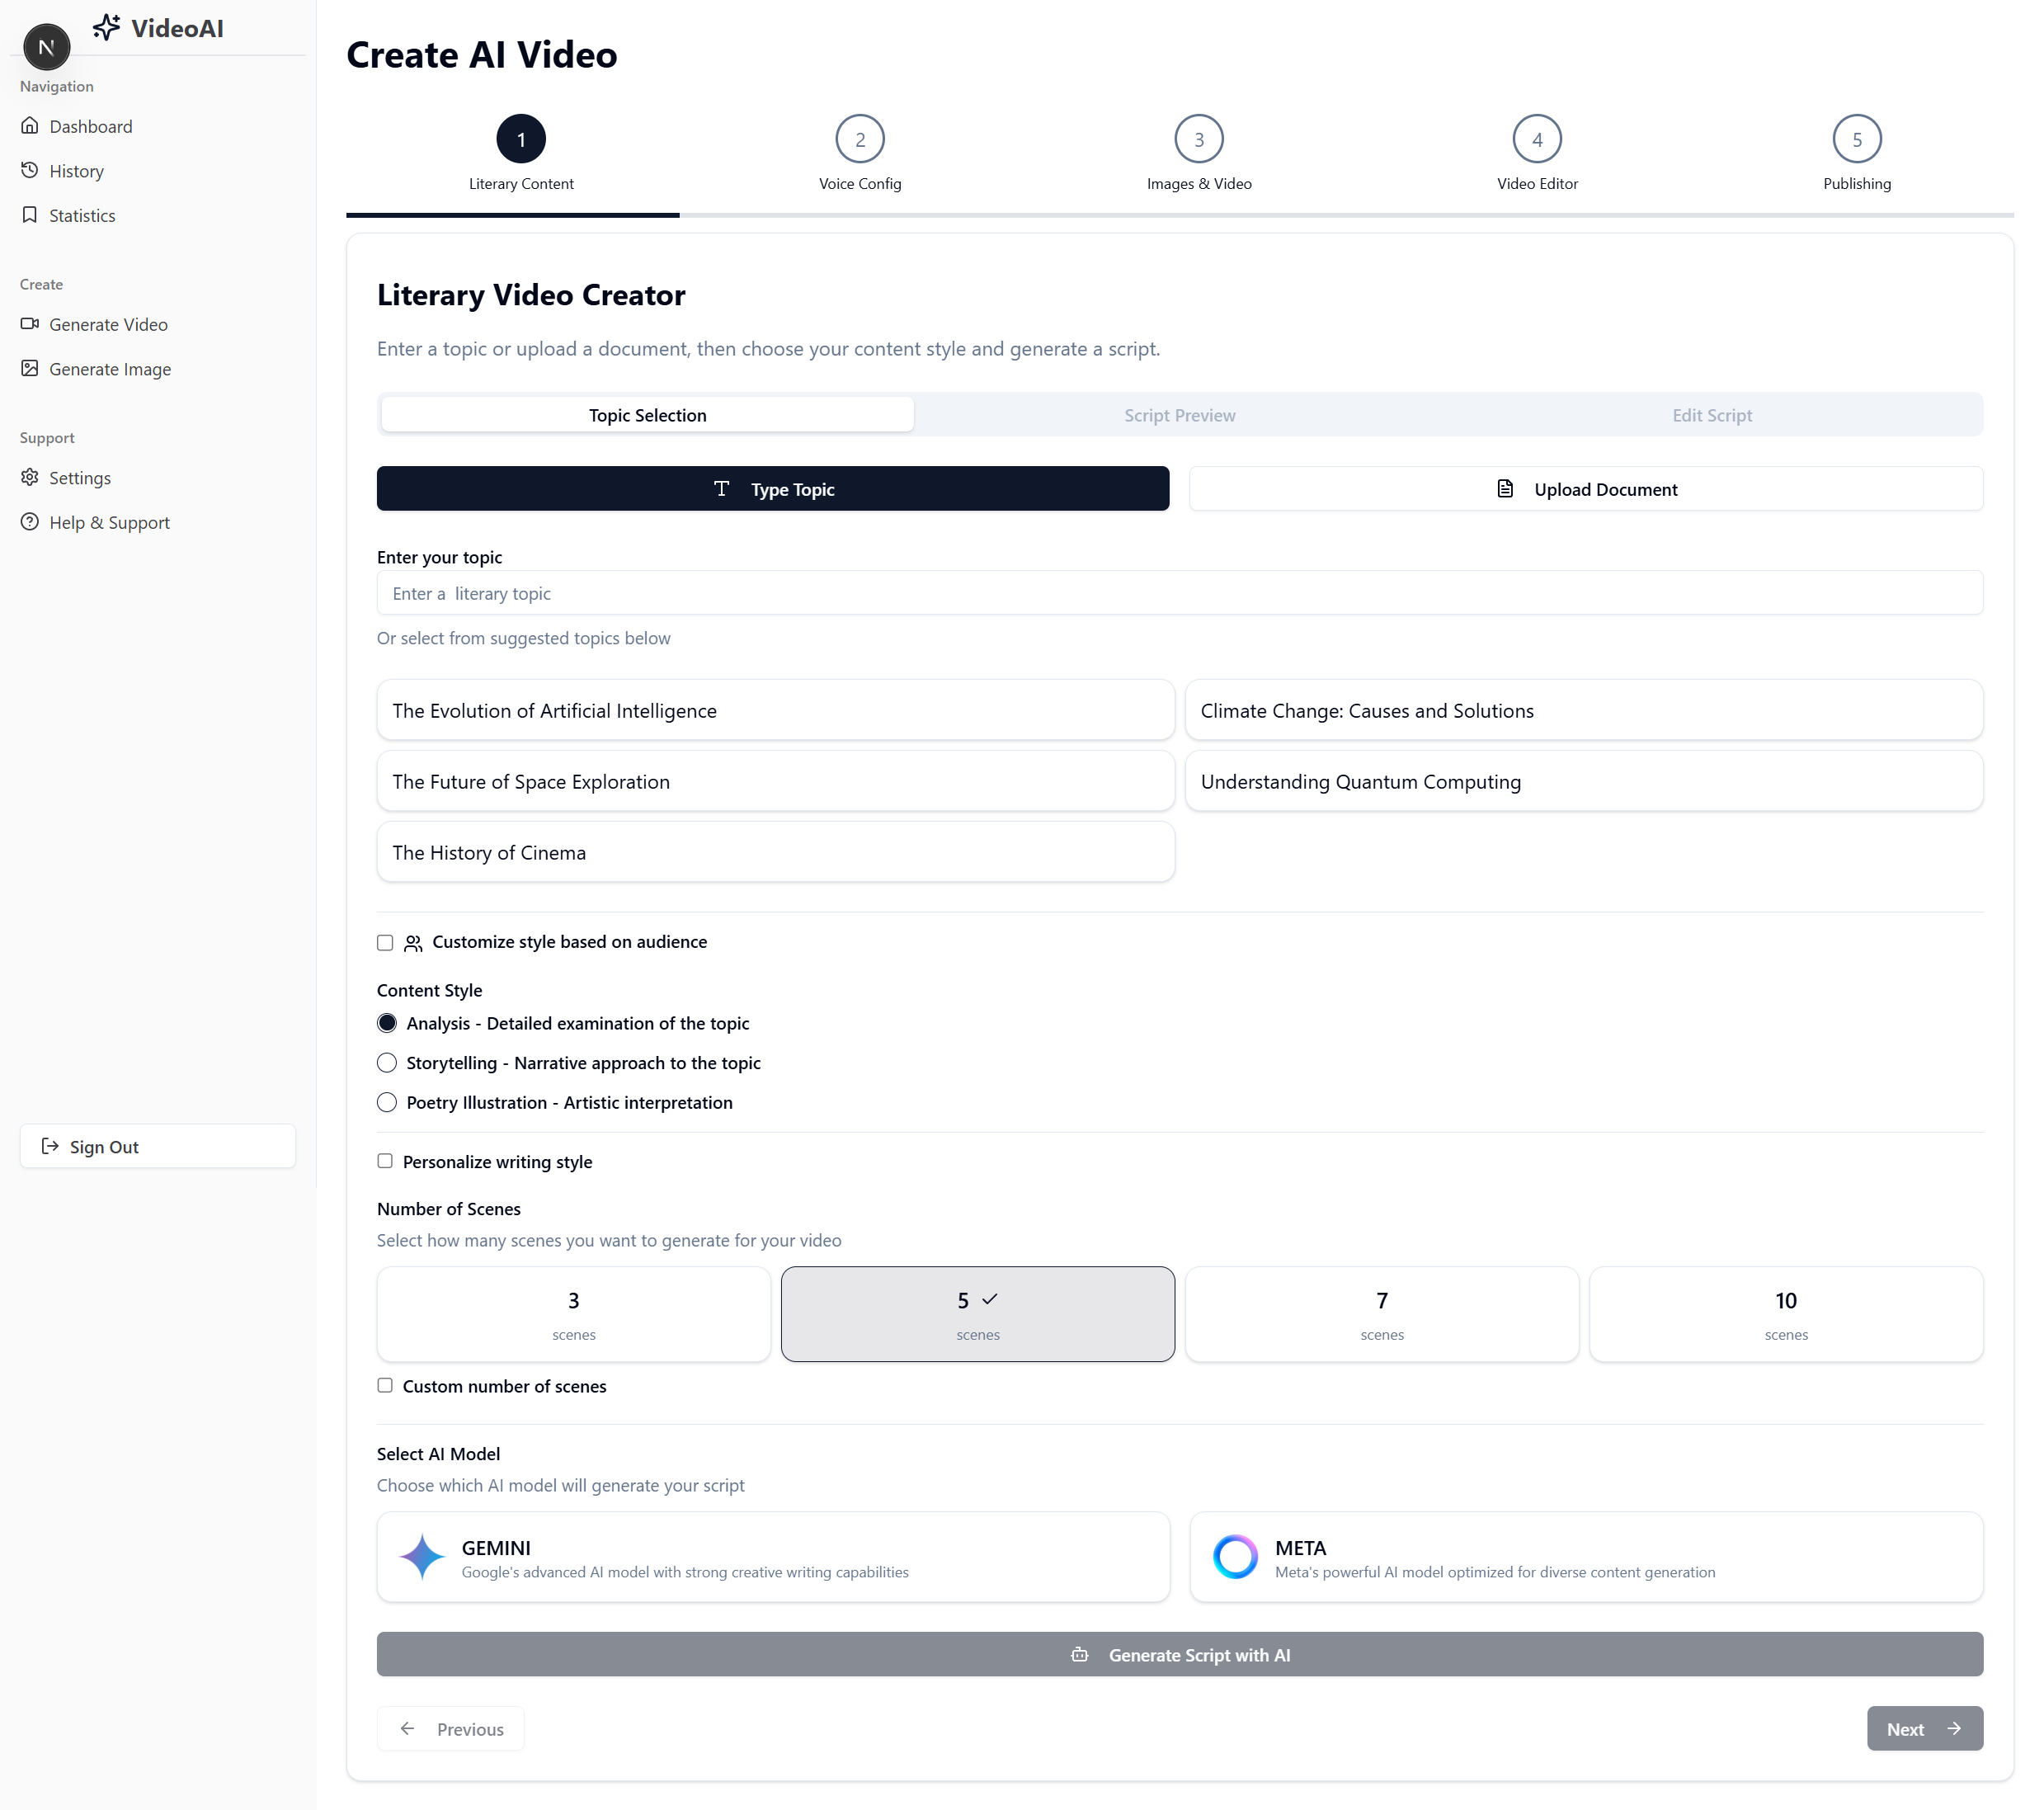 N
VideoAI
Navigation
Dashboard
History
Statistics
Create
Generate Video
Generate Image
Support
Settings
Help & Support
Sign Out
Create AI Video
1
Literary Content
2
Voice Config
3
Images & Video
4
Video Editor
5
Publishing
Literary Video Creator
Enter a topic or upload a document, then choose your content style and generate a script.
Topic Selection
Script Preview
Edit Script
Type Topic
Upload Document
Enter your topic
Enter a  literary topic
Or select from suggested topics below
The Evolution of Artificial Intelligence
Climate Change: Causes and Solutions
The Future of Space Exploration
Understanding Quantum Computing
The History of Cinema
Customize style based on audience
Content Style
Analysis - Detailed examination of the topic
Storytelling - Narrative approach to the topic
Poetry Illustration - Artistic interpretation
Personalize writing style
Number of Scenes
Select how many scenes you want to generate for your video
3
scenes
5
scenes
7
scenes
10
scenes
Custom number of scenes
Select AI Model
Choose which AI model will generate your script
GEMINI
Google's advanced AI model with strong creative writing capabilities
META
Meta's powerful AI model optimized for diverse content generation
Generate Script with AI
Previous
Next